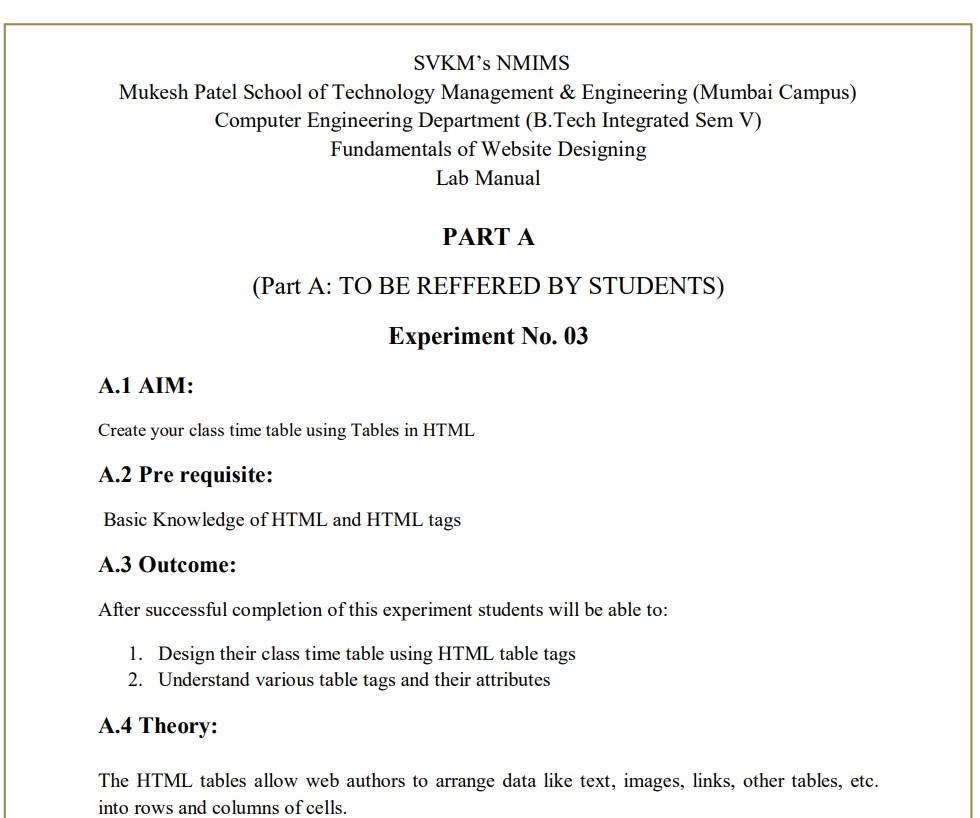 SVKM’s NMIMS
Mukesh Patel School of Technology Management & Engineering (Mumbai Campus)
Computer Engineering Department (B.Tech Integrated Sem V)
Fundamentals of Website Designing
Lab Manual
PART A
(Part A: TO BE REFFERED BY STUDENTS)
Experiment No. 03
A.1 AIM:
Create your class time table using Tables in HTML
A.2 Pre requisite:
Basic Knowledge of HTML and HTML tags
A.3 Outcome:
After successful completion of this experiment students will be able to:
1. Design their class time table using HTML table tags
2. Understand various table tags and their attributes
A.4 Theory:
The HTML tables allow web authors to arrange data like text, images, links, other tables, etc.
into rows and columns of cells.